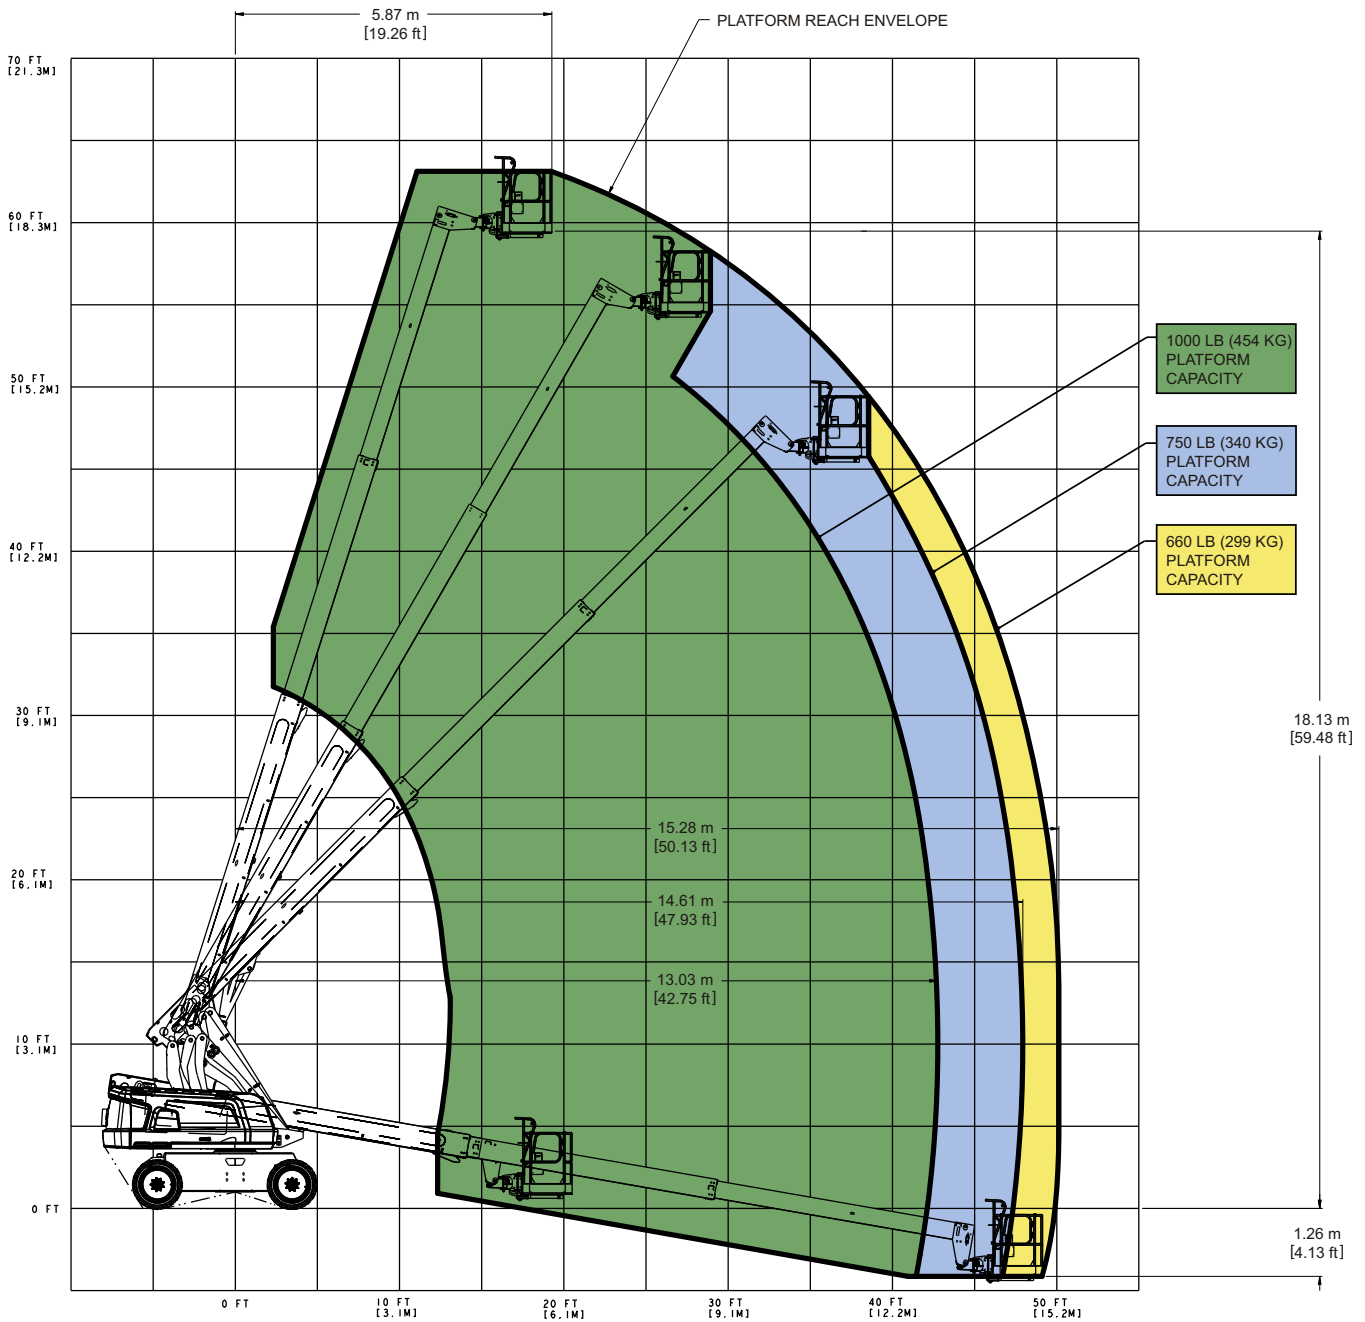 5.87 m
[19.26 ft]
PLATFORM REACH ENVELOPE
70 FT
[21.3M]
60 FT
[18.3M]
50 FT
[15.2M]
40 FT
[12.2M]
30 FT
[9.1M]
20 FT
[6.1M]
10 FT
[3.1M]
0 FT
1000 LB (454 KG)
PLATFORM
CAPACITY
750 LB (340 KG)
PLATFORM
CAPACITY
660 LB (299 KG)
PLATFORM
CAPACITY
18.13 m
[59.48 ft]
15.28 m
[50.13 ft]
14.61 m
[47.93 ft]
13.03 m
[42.75 ft]
1.26 m
[4.13 ft]
0 FT
10 FT
[3.1M]
20 FT
[6.1M]
30 FT
[9.1M]
40 FT
[12.2M]
50 FT
[15.2M]